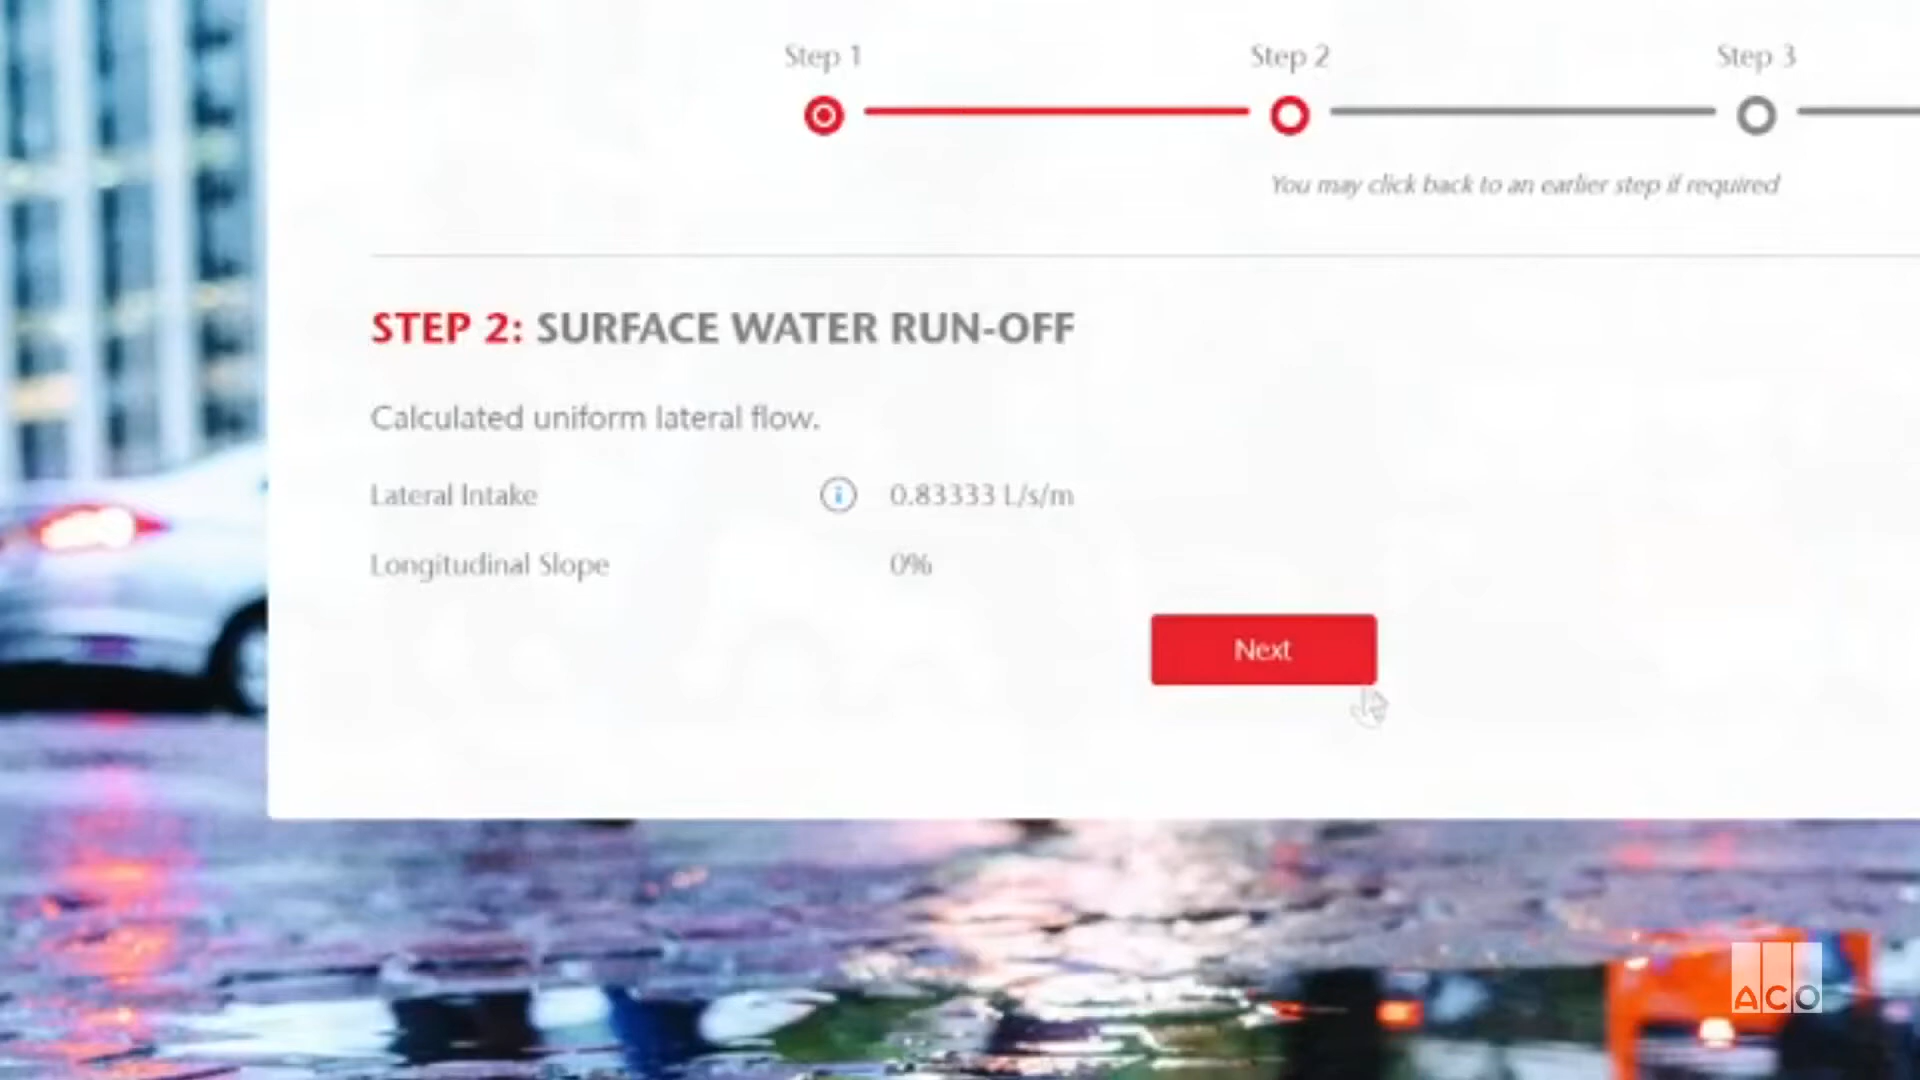 Step 1
Step 2
Step 3
You may click back to an earlier step if required
STEP 2: SURFACE WATER RUN-OFF
Calculated uniform lateral flow.
Lateral Intake
0.83333 L/s/m
Longitudinal Slope
0%
Next
ACO